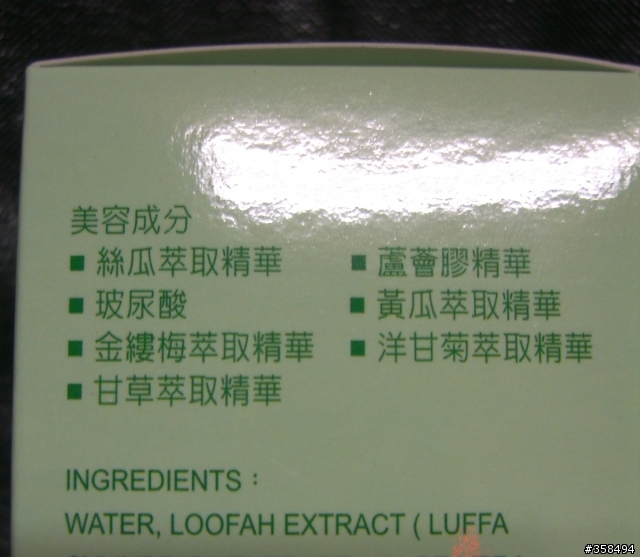 美容成分
■ 絲瓜萃取精華 ■ 蘆薈膠精華
■ 玻尿酸 ■ 黃瓜萃取精華
■ 金縷梅萃取精華 ■ 洋甘菊萃取精華
■ 甘草萃取精華
INGREDIENTS：
WATER, LOOFAH EXTRACT ( LUFFA
#358494